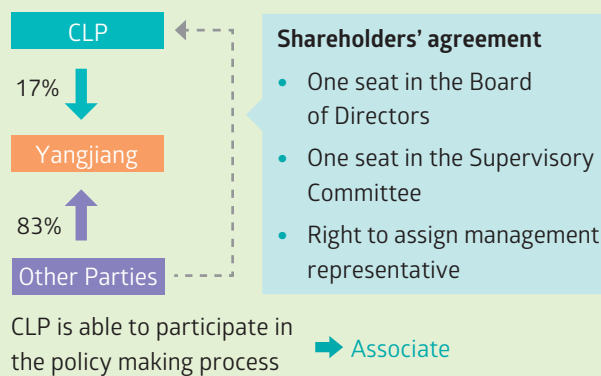 CLP
17%
Yangjiang
83%
Other Parties
Shareholders’ agreement
• One seat in the Board
of Directors
• One seat in the Supervisory
Committee
• Right to assign management
representative
CLP is able to participate in
the policy making process
Associate